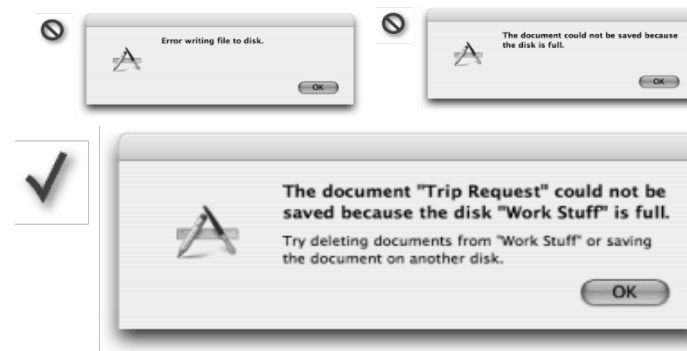 Error writing file to disk.
OK
The document could not be saved because
the disk is full.
OK
The document "Trip Request" could not be
saved because the disk "Work Stuff" is full.
Try deleting documents from "Work Stuff" or saving
the document on another disk.
OK